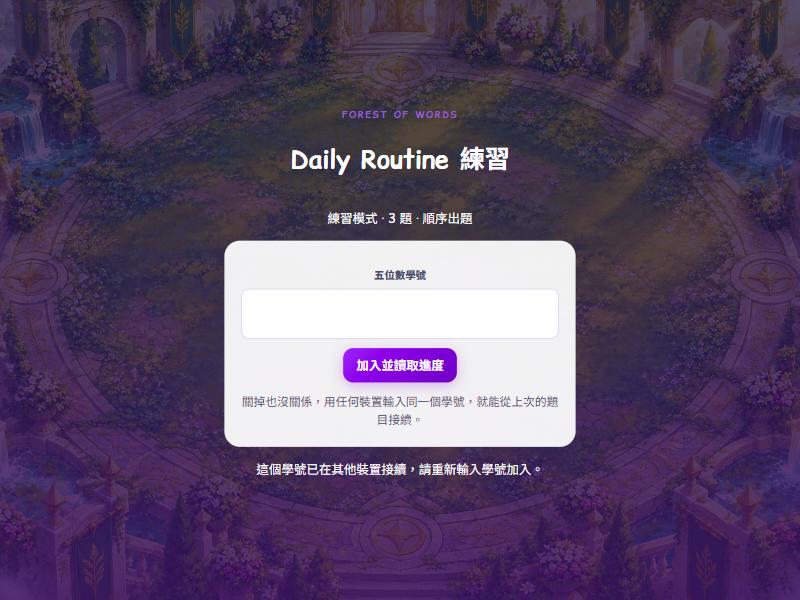 FOREST OF WORDS
Daily Routine 練習
練習模式 · 3 題 · 順序出題
五位數學號
加入並讀取進度
關掉也沒關係，用任何裝置輸入同一個學號，就能從上次的題
目接續。
這個學號已在其他裝置接續，請重新輸入學號加入。